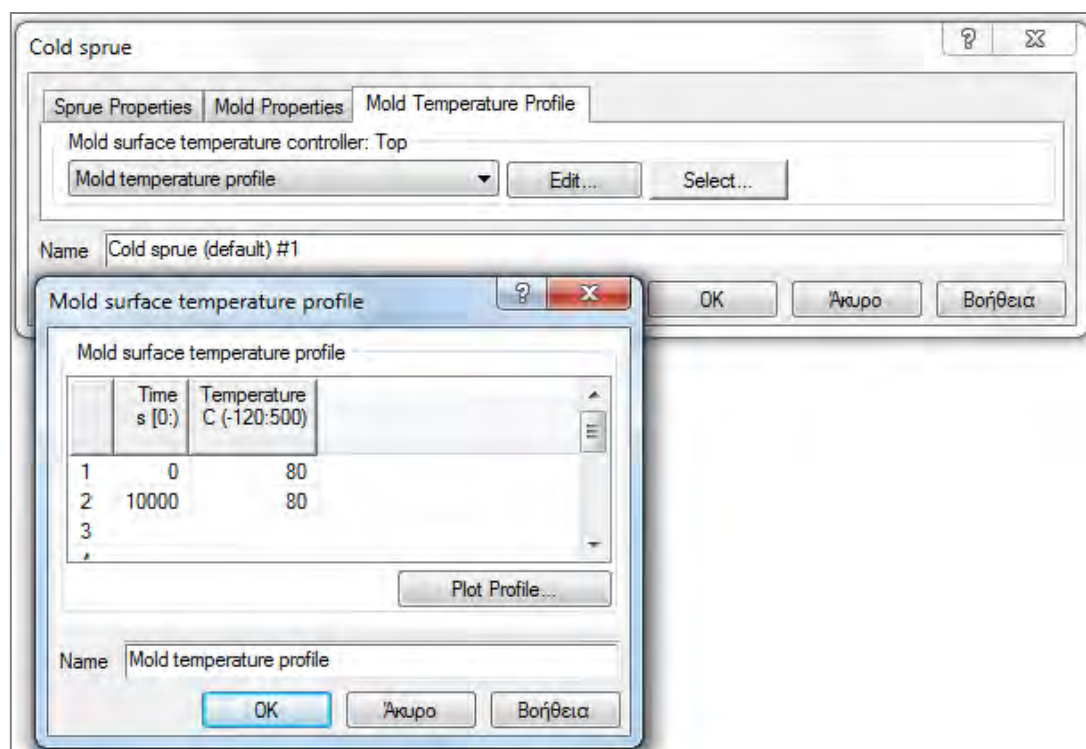 Cold sprue
Sprue Properties Mold Properties Mold Temperature Profile
Mold surface temperature controller: Top
Mold temperature profile Edit... Select...
Name Cold sprue (default) #1
OK Άκυρο Βοήθεια
Mold surface temperature profile
Mold surface temperature profile
Time Temperature
s [0:) C (-120:500)
1 0 80
2 10000 80
3
Plot Profile...
Name Mold temperature profile
OK Άκυρο Βοήθεια